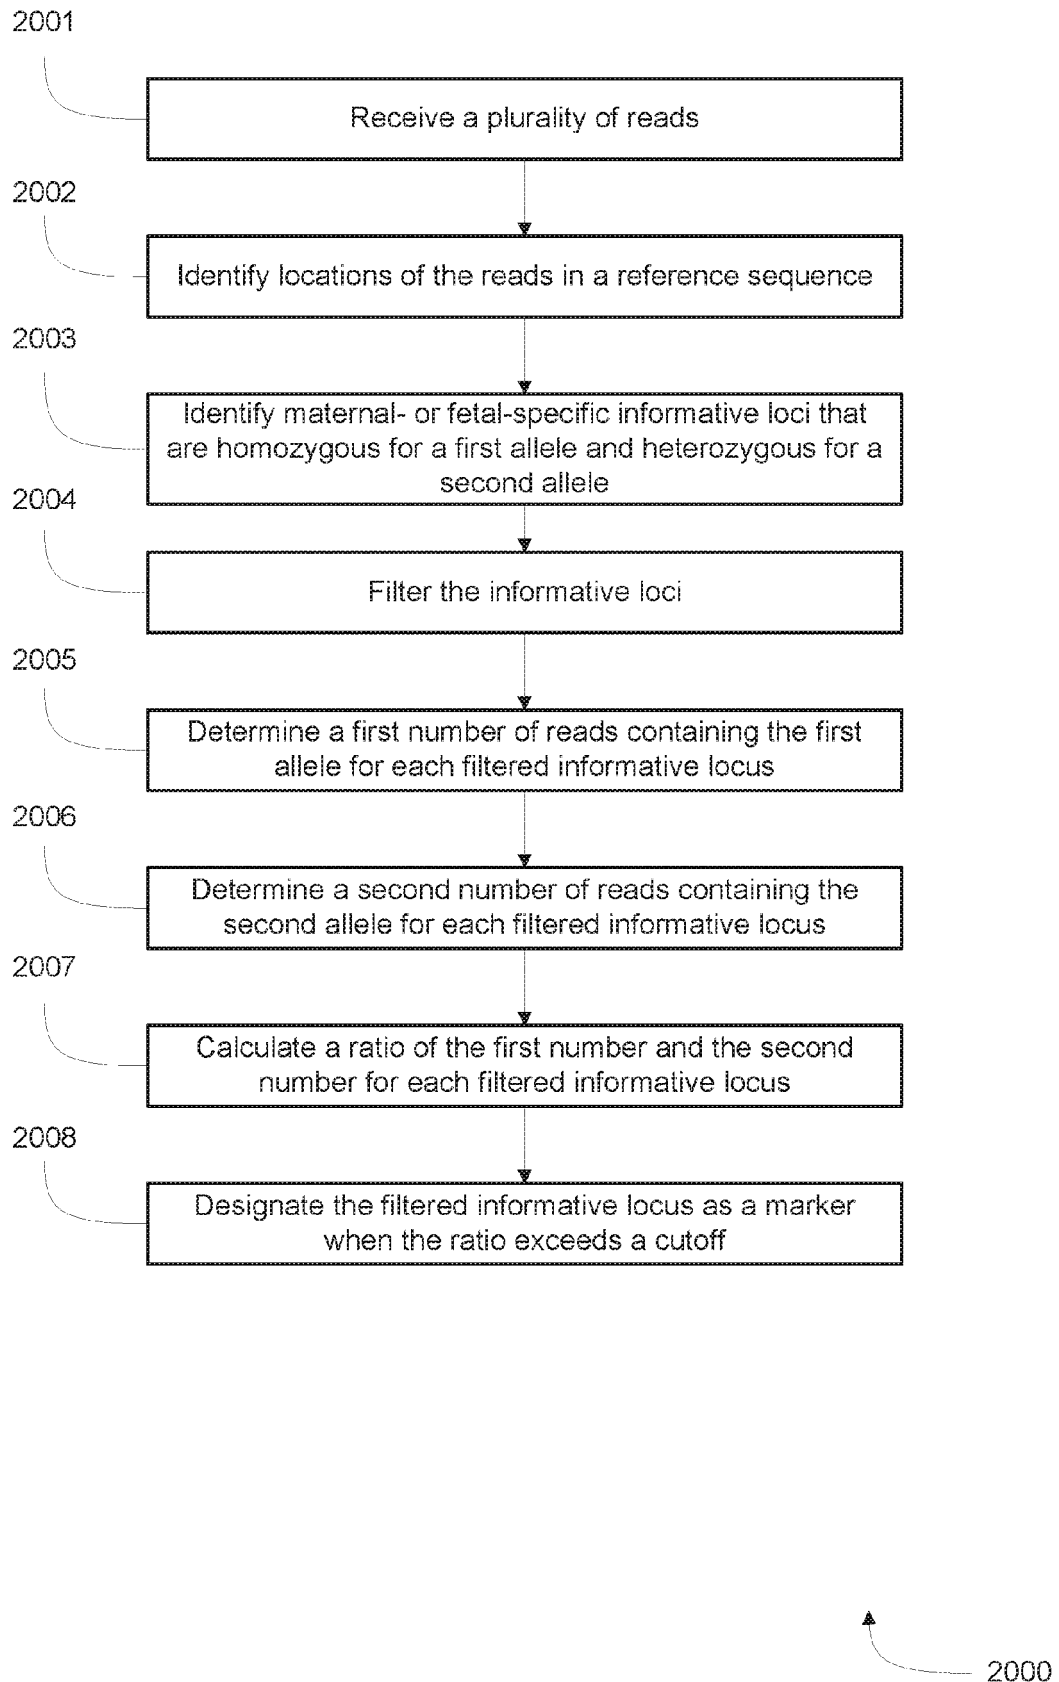 2001
Receive a plurality of reads
2002
Identify locations of the reads in a reference sequence
2003
Identify maternal- or fetal-specific informative loci that
are homozygous for a first allele and heterozygous for a
second allele
2004
Filter the informative loci
2005
Determine a first number of reads containing the first
allele for each filtered informative locus
2006
Determine a second number of reads containing the
second allele for each filtered informative locus
2007
Calculate a ratio of the first number and the second
number for each filtered informative locus
2008
Designate the filtered informative locus as a marker
when the ratio exceeds a cutoff
2000